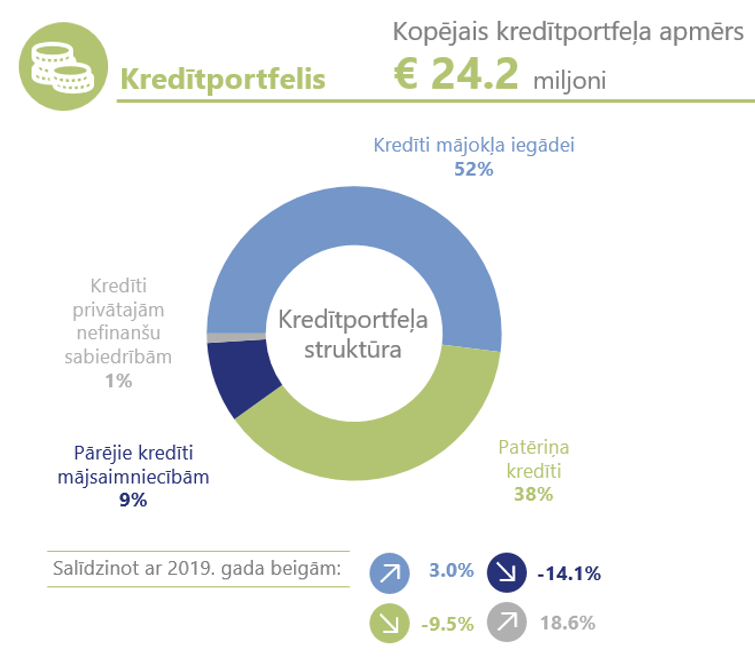 Kopējais kredītportfeļa apmērs
Kredītportfelis
€ 24.2 miljoni
Kredīti mājokļa iegādei
52%
Kredīti
privātajām
nefinanšu
sabiedrībām
1%
Kredītportfeļa
struktūra
Pārējie kredīti
mājsaimniecībām
9%
Patēriņa
kredīti
38%
Salīdzinot ar 2019. gada beigām:
3.0%
-14.1%
-9.5%
18.6%